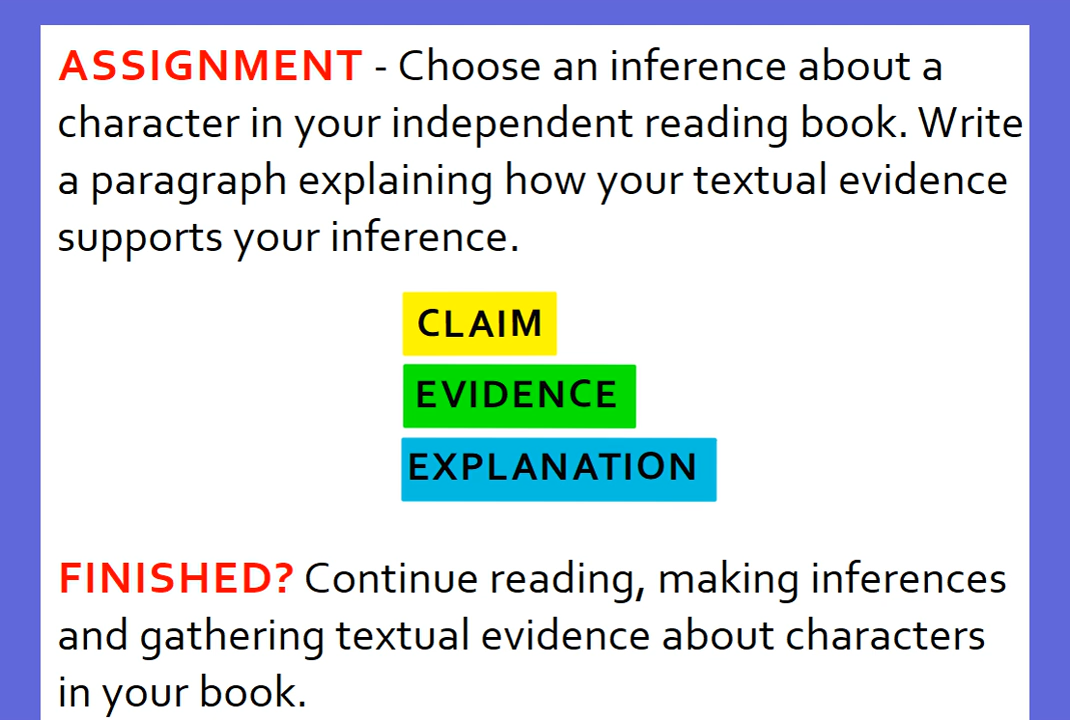 ASSIGNMENT - Choose an inference about a
character in your independent reading book. Write
a paragraph explaining how your textual evidence
supports your inference.
CLAIM
EVIDENCE
EXPLANATION
FINISHED? Continue reading, making inferences
and gathering textual evidence about characters
in your book.